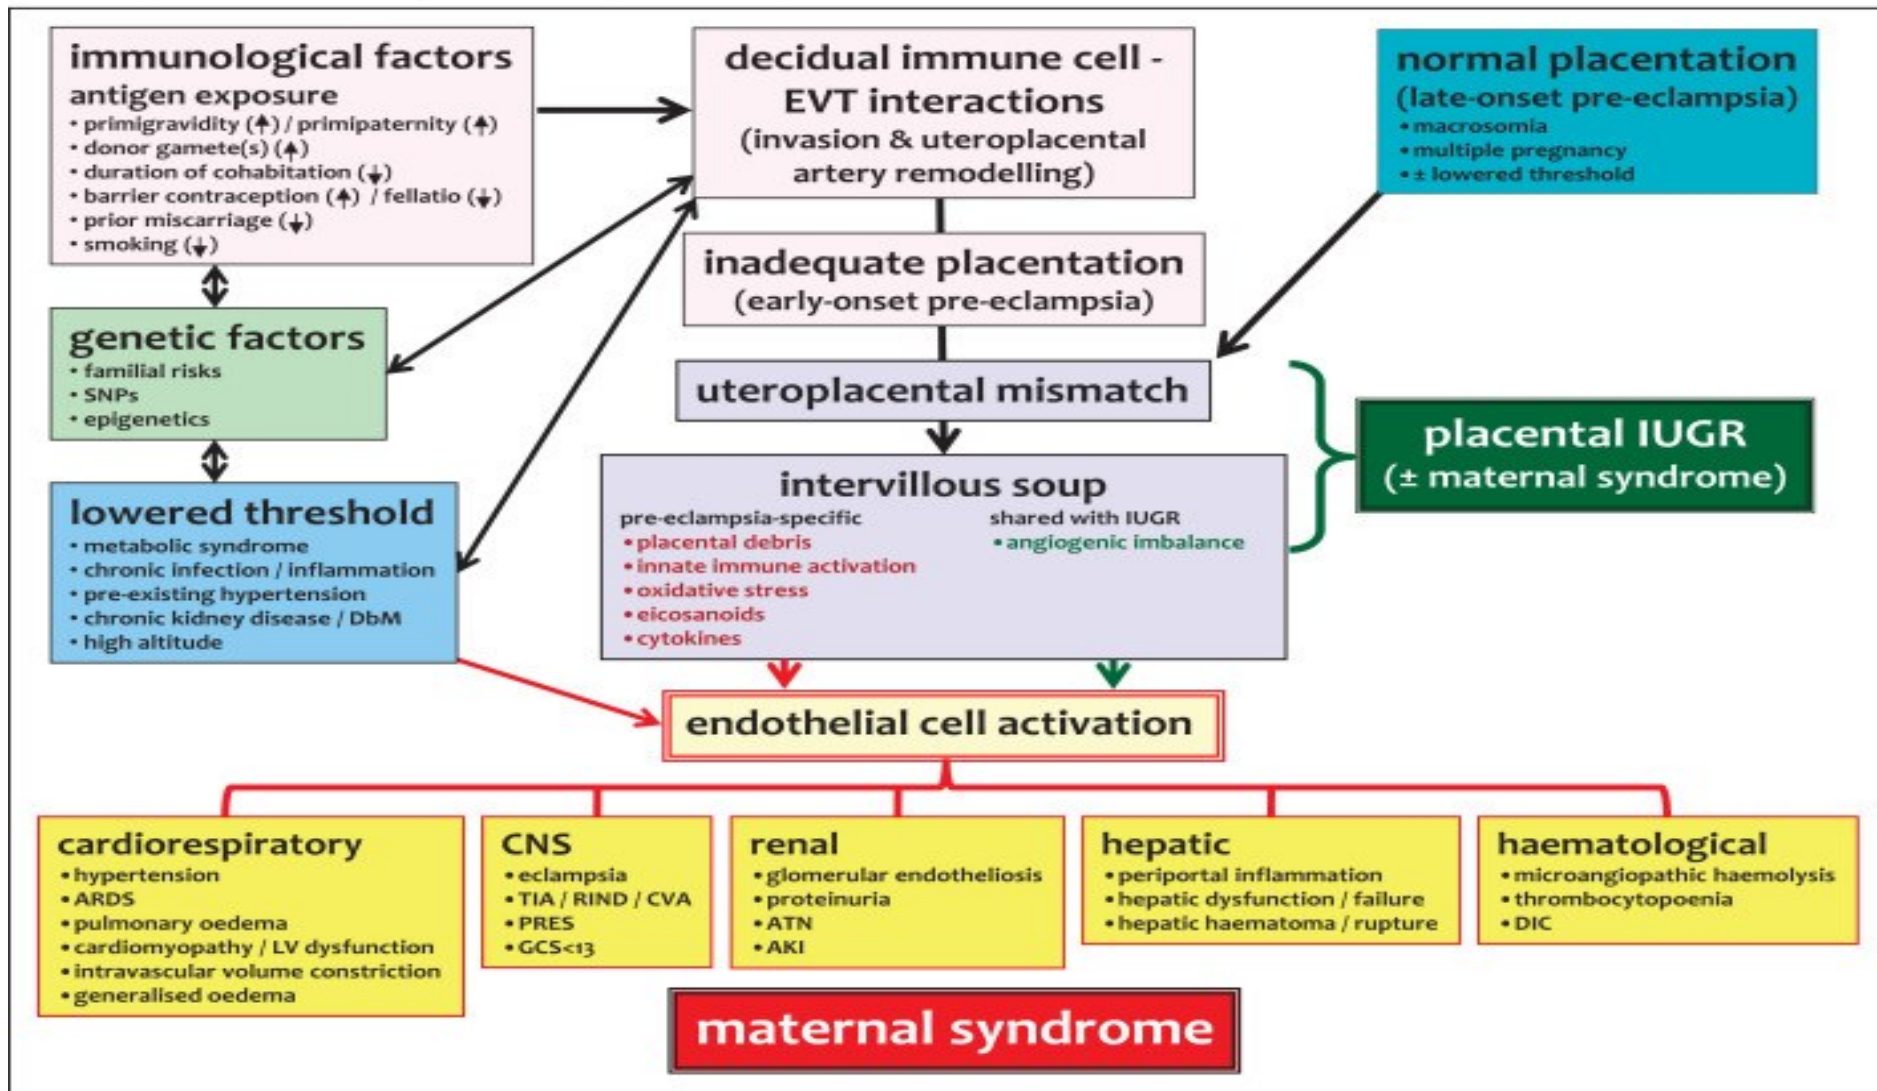 immunological factors
antigen exposure
• primigravidity (↑) / primipaternity (↑)
• donor gamete(s) (↑)
• duration of cohabitation (↓)
• barrier contraception (↑) / fellatio (↓)
• prior miscarriage (↓)
• smoking (↓)
decidual immune cell -
EVT interactions
(invasion & uteroplacental
artery remodelling)
normal placentation
(late-onset pre-eclampsia)
• macrosomia
• multiple pregnancy
• ± lowered threshold
inadequate placentation
(early-onset pre-eclampsia)
genetic factors
• familial risks
• SNPs
• epigenetics
uteroplacental mismatch
placental IUGR
(± maternal syndrome)
intervillous soup
pre-eclampsia-specific
• placental debris
• innate immune activation
• oxidative stress
• eicosanoids
• cytokines
shared with IUGR
• angiogenic imbalance
lowered threshold
• metabolic syndrome
• chronic infection / inflammation
• pre-existing hypertension
• chronic kidney disease / DbM
• high altitude
endothelial cell activation
cardiorespiratory
• hypertension
• ARDS
• pulmonary oedema
• cardiomyopathy / LV dysfunction
• intravascular volume constriction
• generalised oedema
CNS
• eclampsia
• TIA / RIND / CVA
• PRES
• GCS<13
renal
• glomerular endotheliosis
• proteinuria
• ATN
• AKI
hepatic
• periportal inflammation
• hepatic dysfunction / failure
• hepatic haematoma / rupture
haematological
• microangiopathic haemolysis
• thrombocytopoenia
• DIC
maternal syndrome